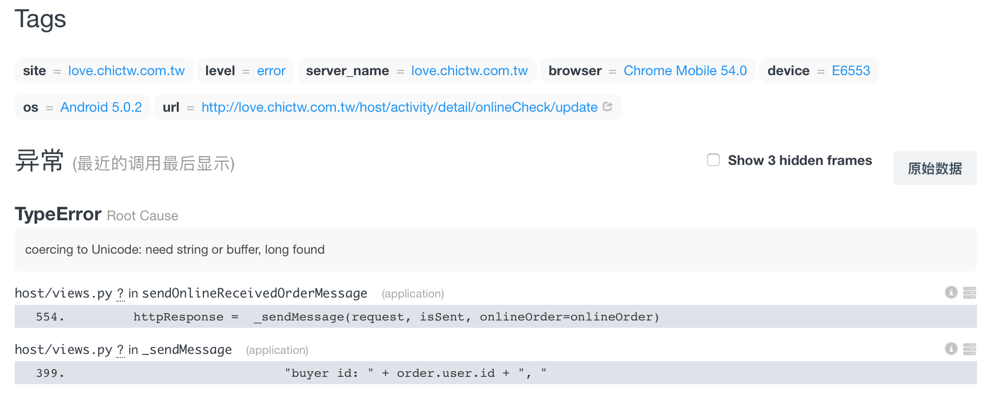 Tags
site = love.chictw.com.tw level = error server_name = love.chictw.com.tw browser = Chrome Mobile 54.0 device = E6553
os = Android 5.0.2 url = http://love.chictw.com.tw/host/activity/detail/onlineCheck/update
异常 (最近的调用最后显示) Show 3 hidden frames 原始数据
TypeError Root Cause
coercing to Unicode: need string or buffer, long found
host/views.py ? in sendOnlineReceivedOrderMessage (application)
554. httpResponse = _sendMessage(request, isSent, onlineOrder=onlineOrder)
host/views.py ? in _sendMessage (application)
399. "buyer id: " + order.user.id + ", "